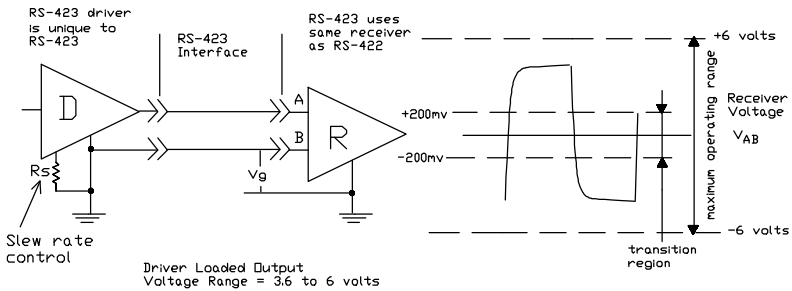 RS-423 driver
is unique to
RS-423
RS-423
Interface
RS-423 uses
same receiver
as RS-422
D
A
B
R
Rs
Vg
Slew rate
control
Driver Loaded Output
Voltage Range = 3.6 to 6 volts
+6 volts
+200mv
-200mv
-6 volts
maximum operating range
Receiver
Voltage
VAB
transition
region